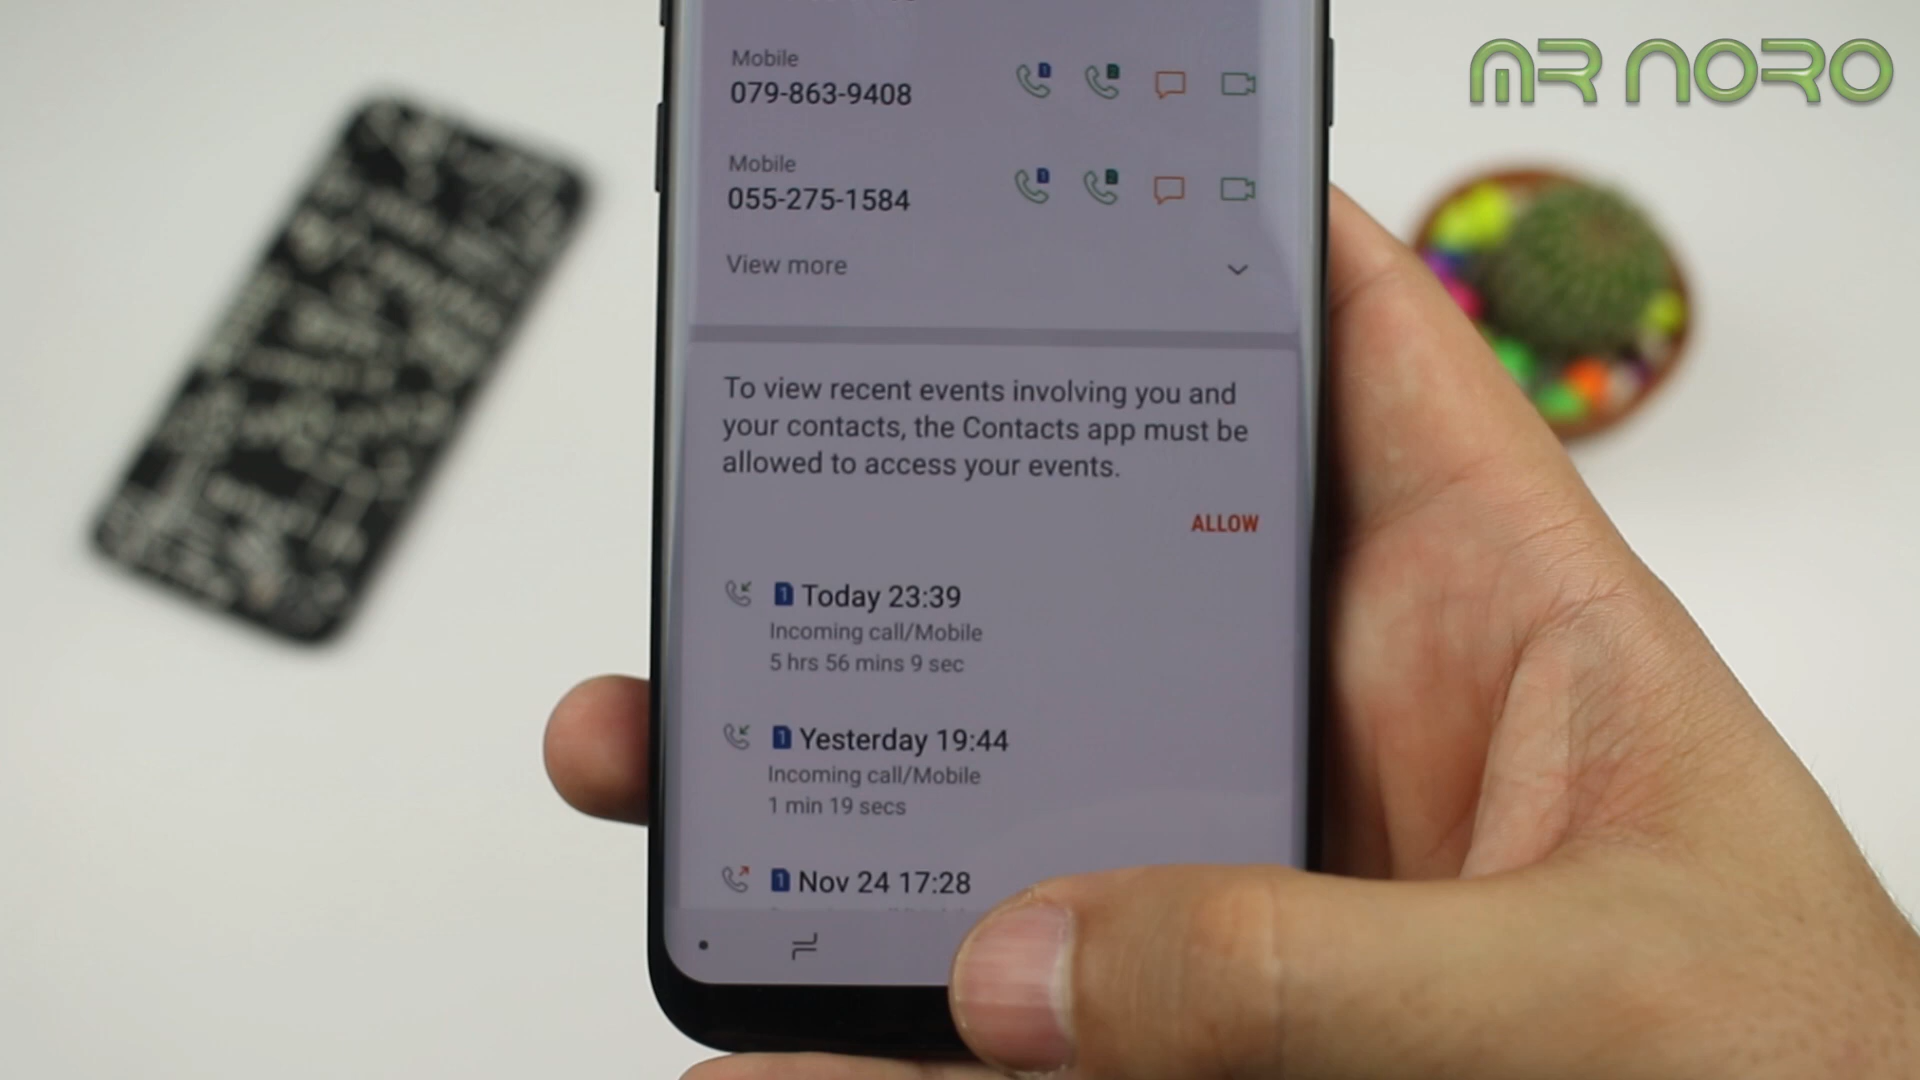 MR NORO
Mobile
079-863-9408
Mobile
055-275-1584
View more
To view recent events involving you and
your contacts, the Contacts app must be
allowed to access your events.
ALLOW
1 Today 23:39
Incoming call/Mobile
5 hrs 56 mins 9 sec
1 Yesterday 19:44
Incoming call/Mobile
1 min 19 secs
1 Nov 24 17:28